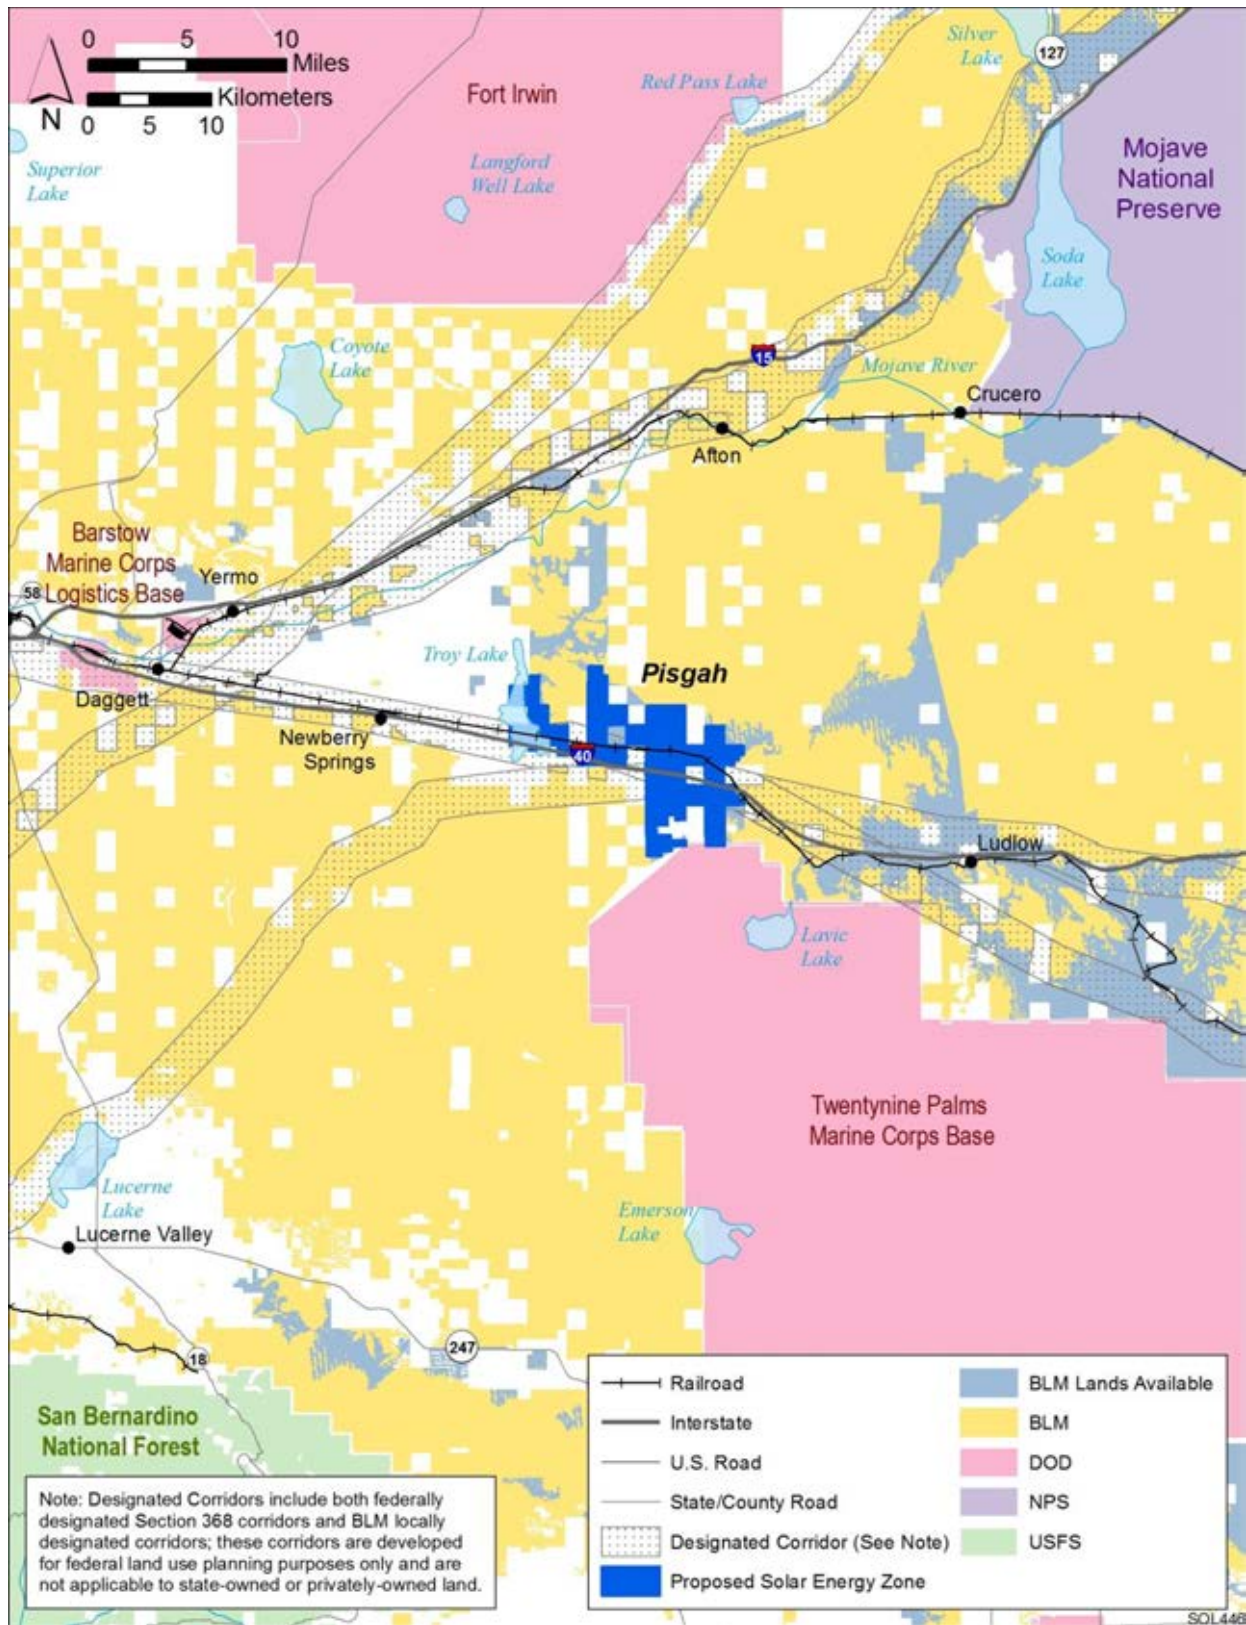 0 5 10
Miles
Kilometers
0 5 10
N
Fort Irwin
Red Pass Lake
Silver
Lake
127
Superior
Lake
Langford
Well Lake
Mojave
National
Preserve
Soda
Lake
Coyote
Lake
15
Mojave River
Crucero
Afton
Barstow
Marine Corps
Logistics Base
58
Yermo
Daggett
Troy Lake
Pisgah
Newberry
Springs
40
Ludlow
Lavic
Lake
Twentynine Palms
Marine Corps Base
Lucerne
Lake
Lucerne Valley
Emerson
Lake
247
18
San Bernardino
National Forest
Note: Designated Corridors include both federally
designated Section 368 corridors and BLM locally
designated corridors; these corridors are developed
for federal land use planning purposes only and are
not applicable to state-owned or privately-owned land.
Railroad
Interstate
U.S. Road
State/County Road
Designated Corridor (See Note)
Proposed Solar Energy Zone
BLM Lands Available
BLM
DOD
NPS
USFS
SOL446